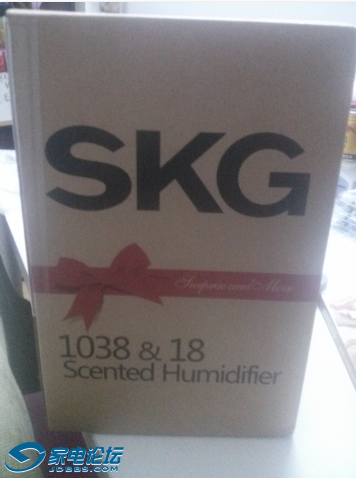 SKG
Surprise and More
1038 & 18
Scented Humidifier
家电论坛
JDBBS.COM